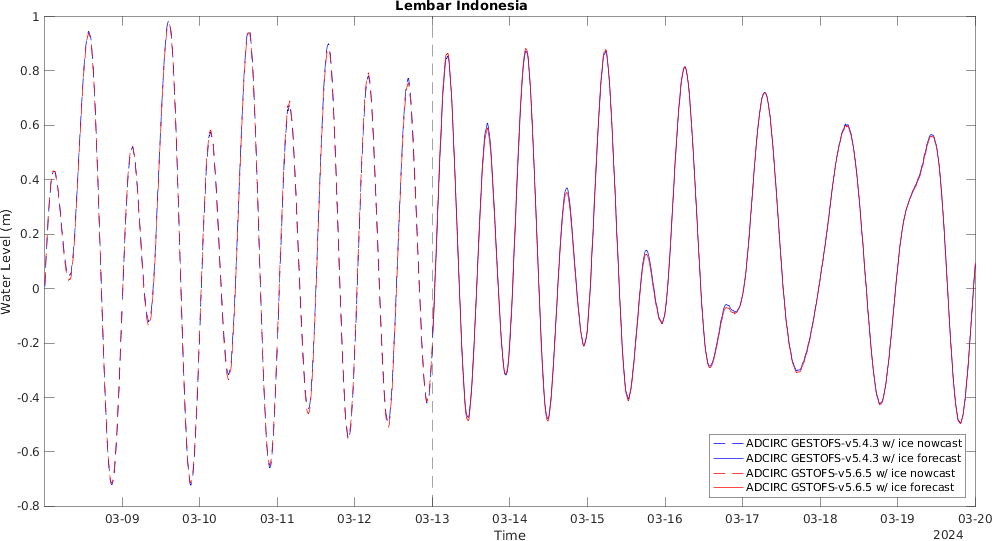 Lembar Indonesia
1
0.8
0.6
0.4
0.2
0
-0.2
-0.4
-0.6
-0.8
Water Level (m)
03-09 03-10 03-11 03-12 03-13 03-14 03-15 03-16 03-17 03-18 03-19 03-20
Time
2024
ADCIRC GESTOFS-v5.4.3 w/ ice nowcast
ADCIRC GESTOFS-v5.4.3 w/ ice forecast
ADCIRC GSTOFS-v5.6.5 w/ ice nowcast
ADCIRC GSTOFS-v5.6.5 w/ ice forecast